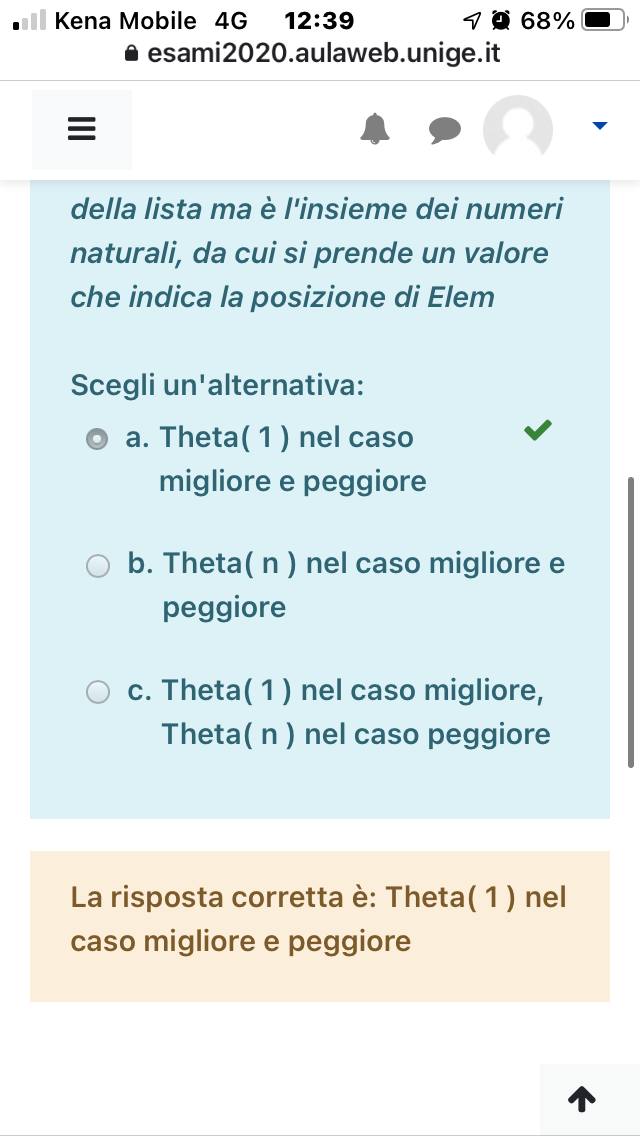 Kena Mobile 4G 12:39 68%
esami2020.aulaweb.unige.it
della lista ma è l'insieme dei numeri
naturali, da cui si prende un valore
che indica la posizione di Elem
Scegli un'alternativa:
a. Theta( 1 ) nel caso
migliore e peggiore
b. Theta( n ) nel caso migliore e
peggiore
c. Theta( 1 ) nel caso migliore,
Theta( n ) nel caso peggiore
La risposta corretta è: Theta( 1 ) nel
caso migliore e peggiore